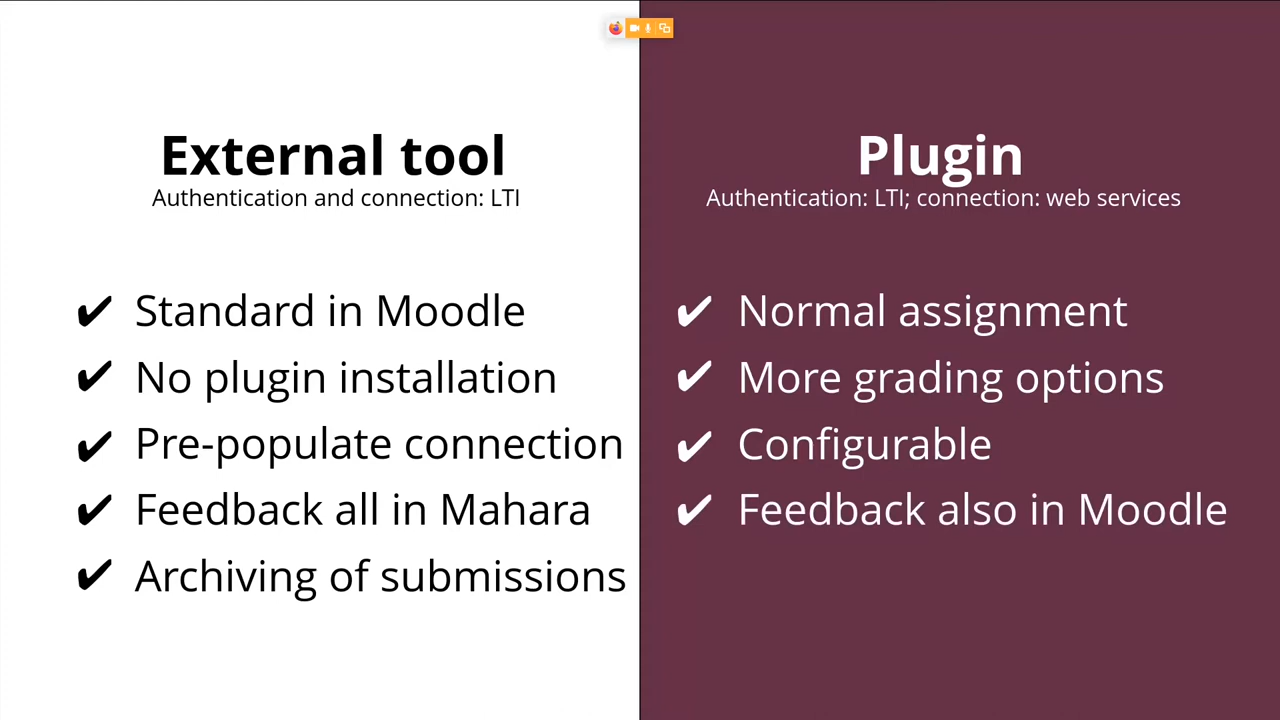 External tool
Authentication and connection: LTI
✔ Standard in Moodle
✔ No plugin installation
✔ Pre-populate connection
✔ Feedback all in Mahara
✔ Archiving of submissions
Plugin
Authentication: LTI; connection: web services
✔ Normal assignment
✔ More grading options
✔ Configurable
✔ Feedback also in Moodle